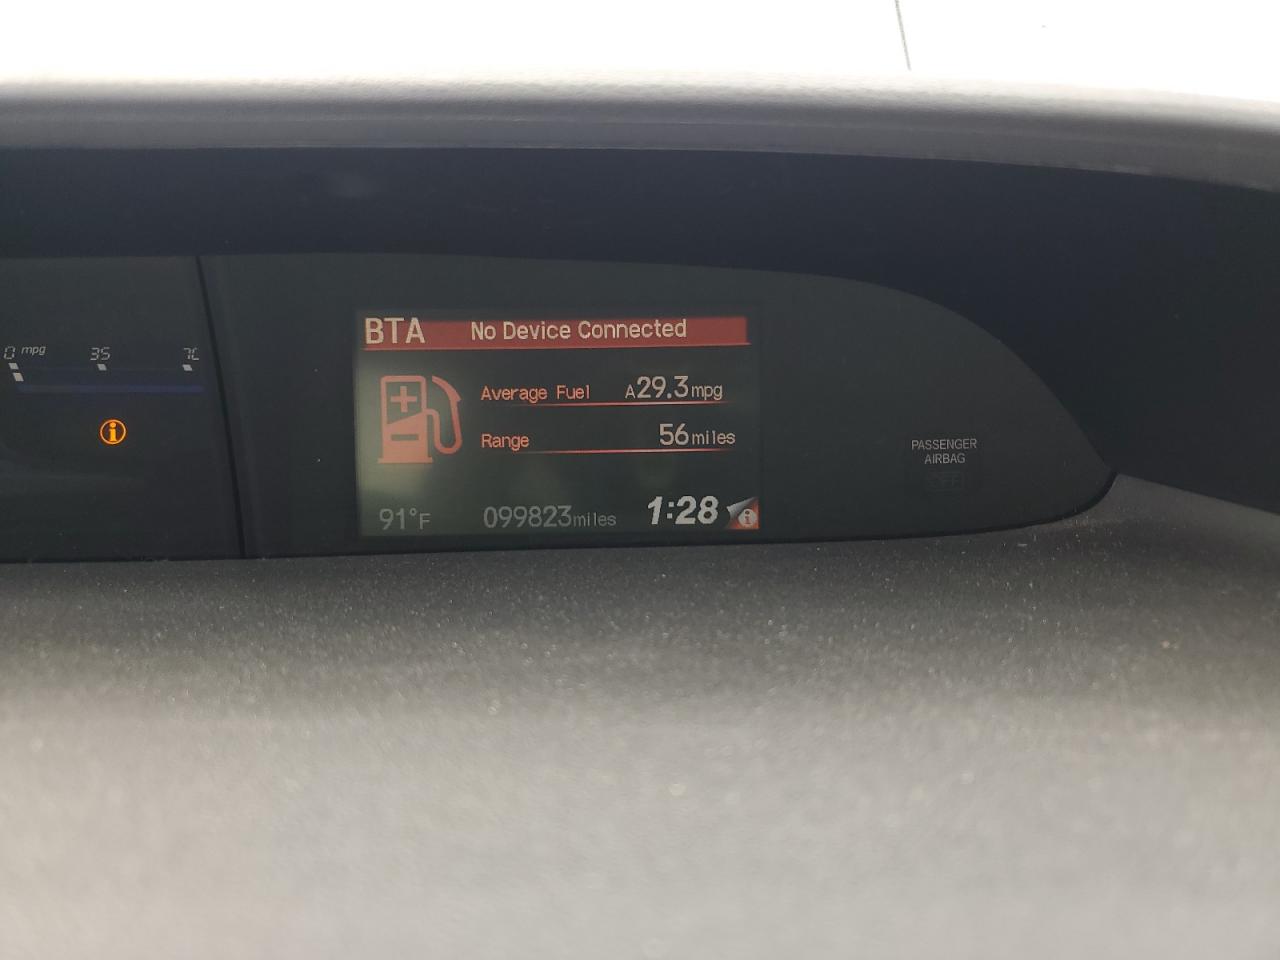 BTA No Device Connected
0 mpg 35
Average Fuel A29.3mpg
Range 56miles
PASSENGER
AIRBAG
OFF
91°F 099823miles 1:28